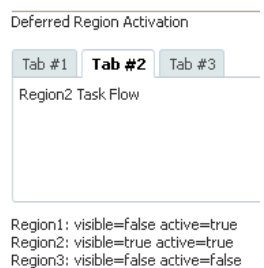 Deferred Region Activation
Tab #1 Tab #2 Tab #3
Region2 Task Flow
Region1: visible=false active=true
Region2: visible=true active=true
Region3: visible=false active=false